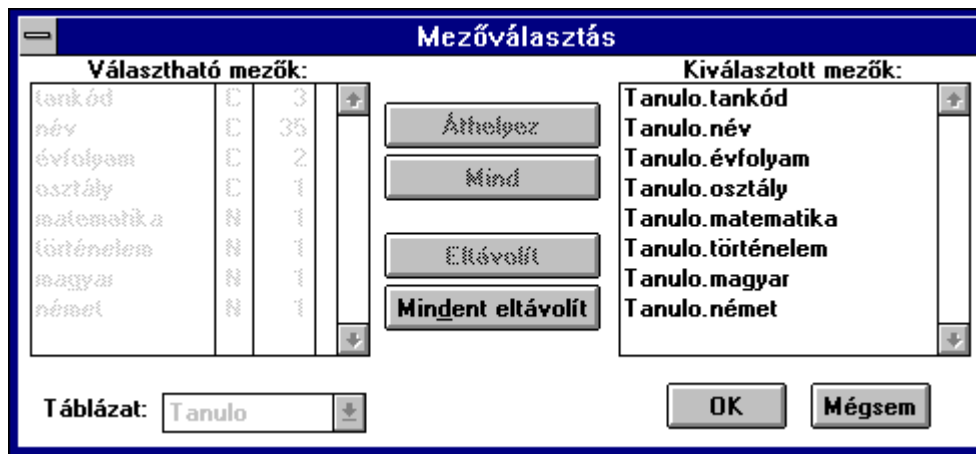 Mezőválasztás
Választható mezők:
tankód C 3
név C 35
évfolyam C 2
osztály C 1
matematika N 1
történelem N 1
magyar N 1
német N 1
Áthelyez
Mind
Eltávolít
Mindent eltávolít
Kiválasztott mezők:
Tanulo.tankód
Tanulo.név
Tanulo.évfolyam
Tanulo.osztály
Tanulo.matematika
Tanulo.történelem
Tanulo.magyar
Tanulo.német
Táblázat: Tanulo
OK
Mégsem